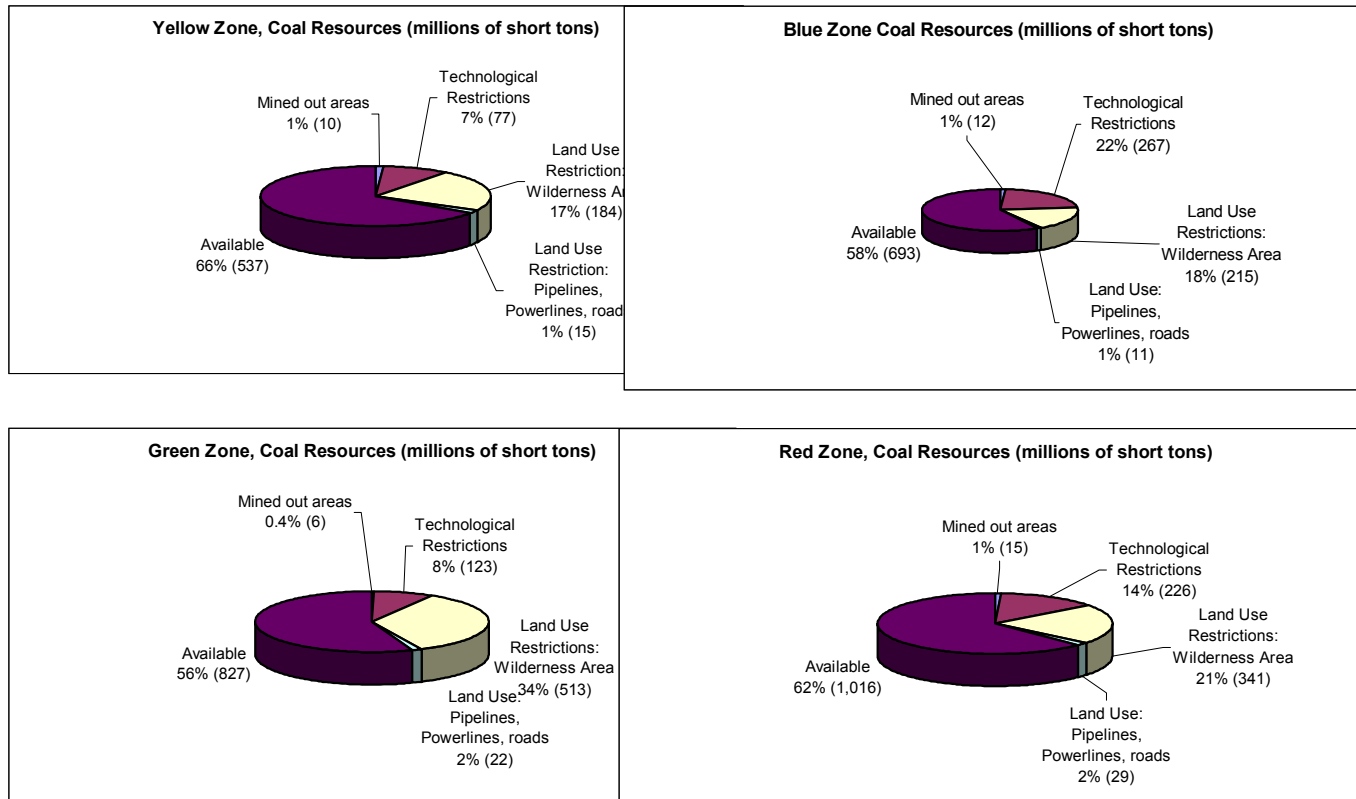 Yellow Zone, Coal Resources (millions of short tons)
Mined out areas
1% (10)
Technological
Restrictions
7% (77)
Land Use
Restriction:
Wilderness
17% (184)
Land Use
Restriction:
Pipelines,
Powerlines, road
1% (15)
Available
66% (537)
Blue Zone Coal Resources (millions of short tons)
Mined out areas
1% (12)
Technological
Restrictions
22% (267)
Land Use
Restrictions:
Wilderness Area
18% (215)
Land Use:
Pipelines,
Powerlines, roads
1% (11)
Available
58% (693)
Green Zone, Coal Resources (millions of short tons)
Mined out areas
0.4% (6)
Technological
Restrictions
8% (123)
Land Use
Restrictions:
Wilderness Area
34% (513)
Land Use:
Pipelines,
Powerlines, roads
2% (22)
Available
56% (827)
Red Zone, Coal Resources (millions of short tons)
Mined out areas
1% (15)
Technological
Restrictions
14% (226)
Land Use
Restrictions:
Wilderness Area
21% (341)
Land Use:
Pipelines,
Powerlines, roads
2% (29)
Available
62% (1,016)